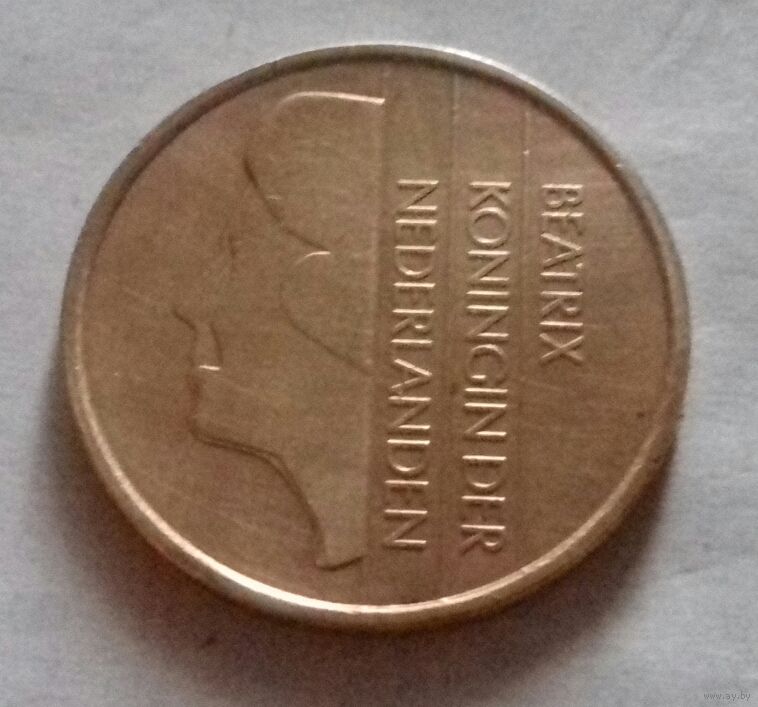 BEATRIX
KONINGIN DER
NEDERLANDEN
www.ay.by